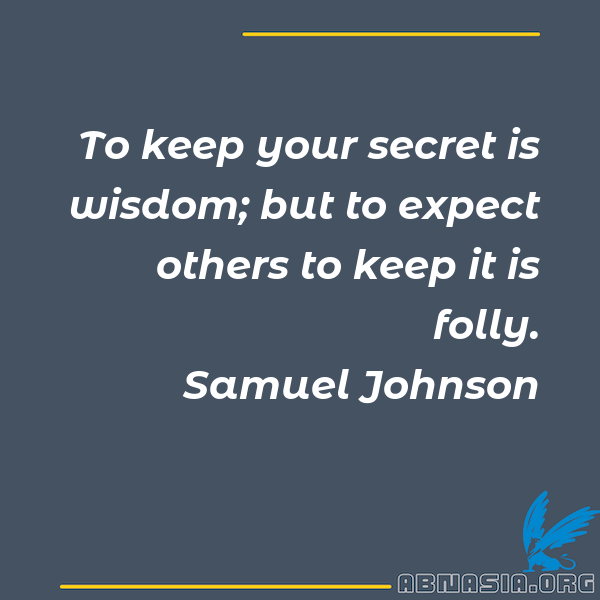 To keep your secret is
wisdom; but to expect
others to keep it is
folly.
Samuel Johnson
ABNASIA.ORG